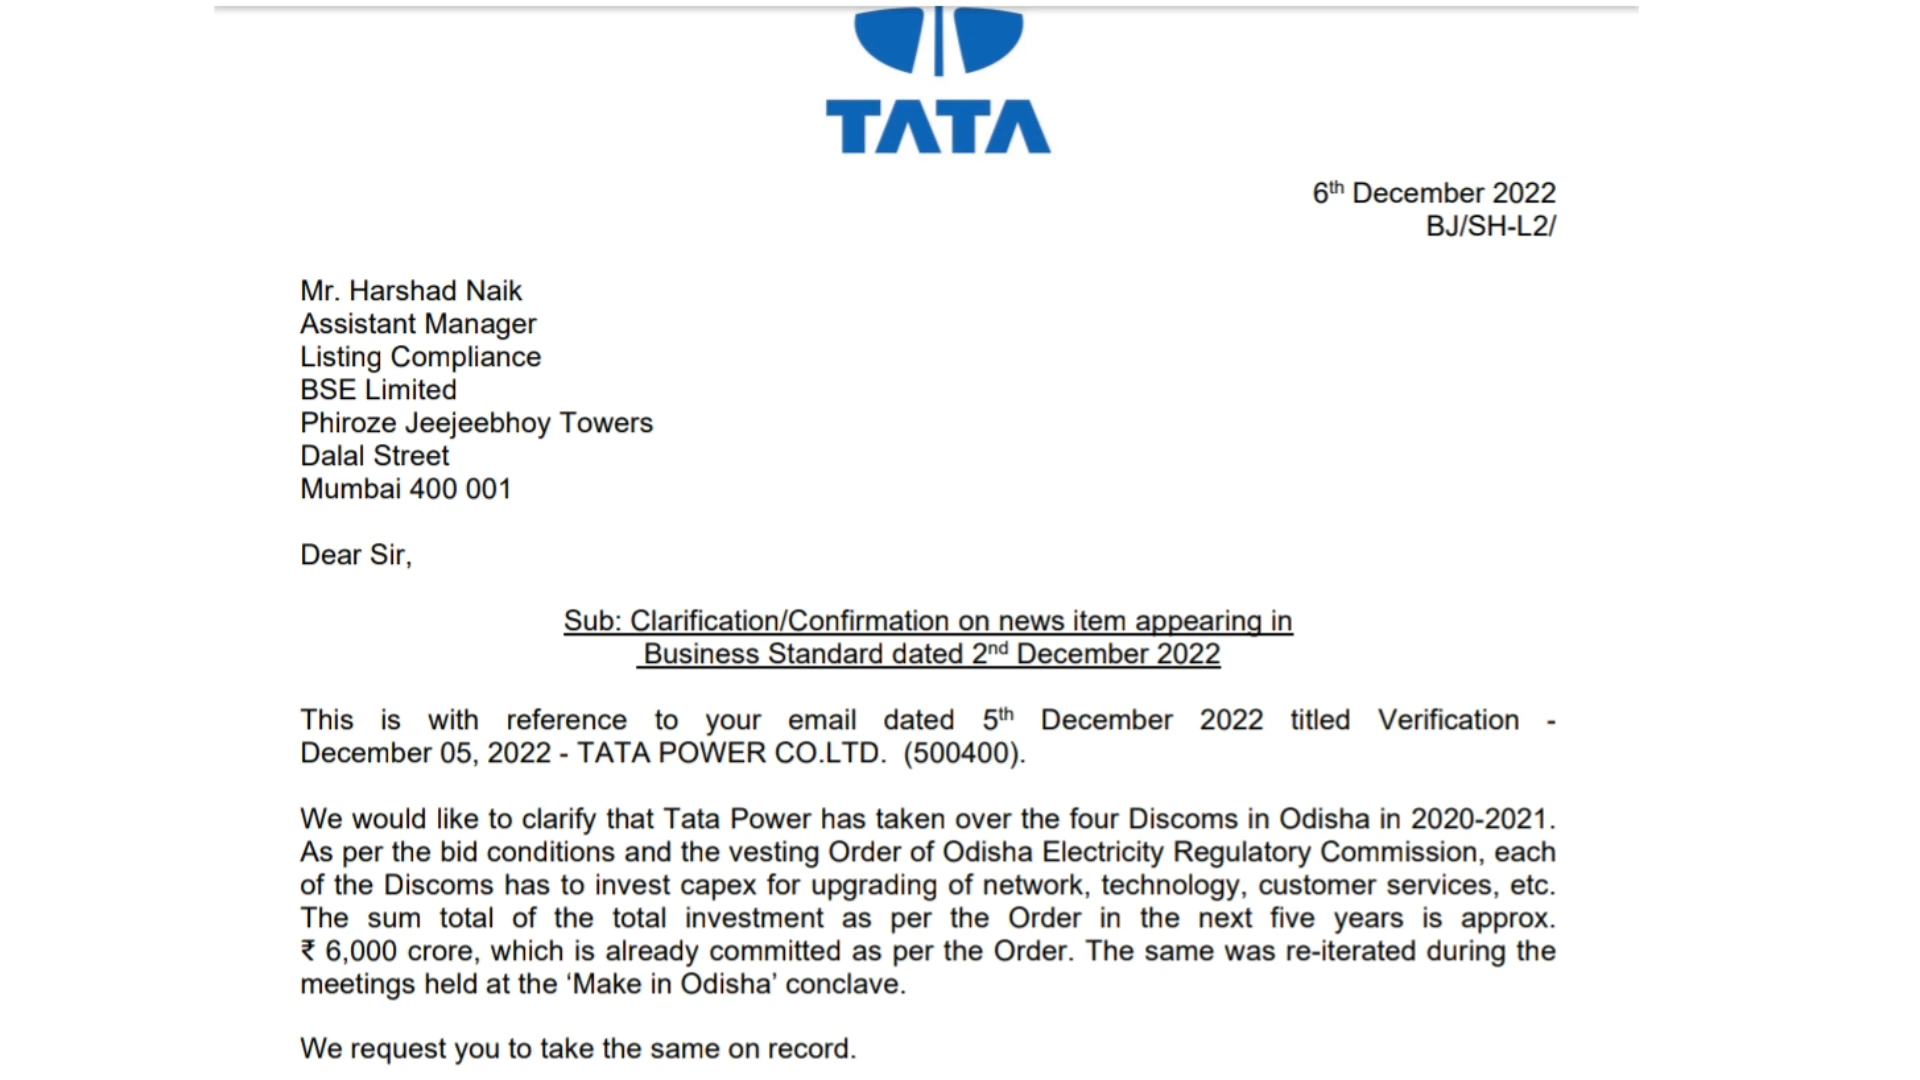 TATA
6th December 2022
BJ/SH-L2/
Mr. Harshad Naik
Assistant Manager
Listing Compliance
BSE Limited
Phiroze Jeejeebhoy Towers
Dalal Street
Mumbai 400 001
Dear Sir,
Sub: Clarification/Confirmation on news item appearing in
Business Standard dated 2nd December 2022
This is with reference to your email dated 5th December 2022 titled Verification -
December 05, 2022 - TATA POWER CO.LTD. (500400).
We would like to clarify that Tata Power has taken over the four Discoms in Odisha in 2020-2021.
As per the bid conditions and the vesting Order of Odisha Electricity Regulatory Commission, each
of the Discoms has to invest capex for upgrading of network, technology, customer services, etc.
The sum total of the total investment as per the Order in the next five years is approx.
₹ 6,000 crore, which is already committed as per the Order. The same was re-iterated during the
meetings held at the ‘Make in Odisha’ conclave.
We request you to take the same on record.